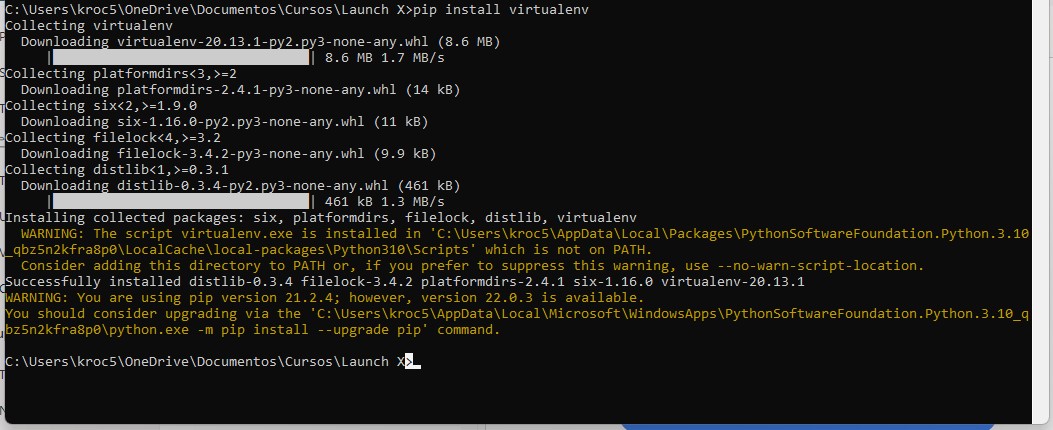 C:\Users\kroc5\OneDrive\Documentos\Cursos\Launch X>pip install virtualenv
Collecting virtualenv
  Downloading virtualenv-20.13.1-py2.py3-none-any.whl (8.6 MB)
     |████████████████████████████████| 8.6 MB 1.7 MB/s
Collecting platformdirs<3,>=2
  Downloading platformdirs-2.4.1-py3-none-any.whl (14 kB)
Collecting six<2,>=1.9.0
  Downloading six-1.16.0-py2.py3-none-any.whl (11 kB)
Collecting filelock<4,>=3.2
  Downloading filelock-3.4.2-py3-none-any.whl (9.9 kB)
Collecting distlib<1,>=0.3.1
  Downloading distlib-0.3.4-py2.py3-none-any.whl (461 kB)
     |████████████████████████████████| 461 kB 1.3 MB/s
Installing collected packages: six, platformdirs, filelock, distlib, virtualenv
  WARNING: The script virtualenv.exe is installed in 'C:\Users\kroc5\AppData\Local\Packages\PythonSoftwareFoundation.Python.3.10
_qbz5n2kfra8p0\LocalCache\local-packages\Python310\Scripts' which is not on PATH.
  Consider adding this directory to PATH or, if you prefer to suppress this warning, use --no-warn-script-location.
Successfully installed distlib-0.3.4 filelock-3.4.2 platformdirs-2.4.1 six-1.16.0 virtualenv-20.13.1
WARNING: You are using pip version 21.2.4; however, version 22.0.3 is available.
You should consider upgrading via the 'C:\Users\kroc5\AppData\Local\Microsoft\WindowsApps\PythonSoftwareFoundation.Python.3.10_q
bz5n2kfra8p0\python.exe -m pip install --upgrade pip' command.
C:\Users\kroc5\OneDrive\Documentos\Cursos\Launch X>